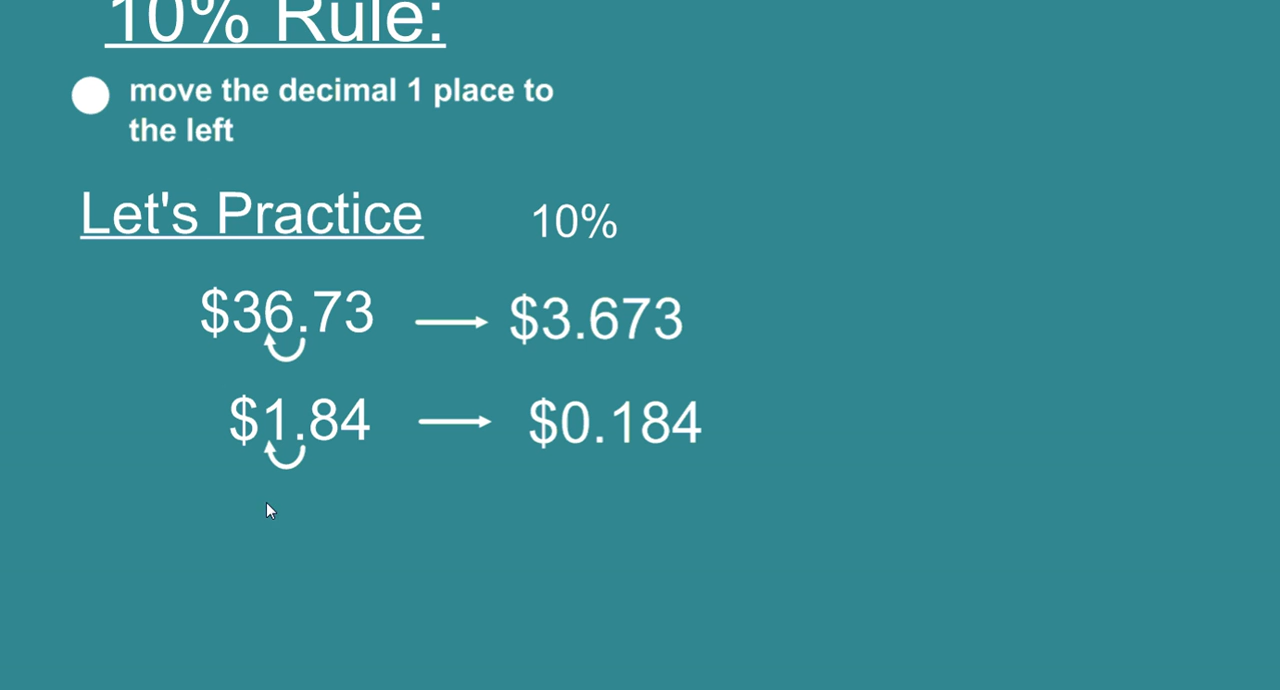 10% Rule:
move the decimal 1 place to
the left
Let's Practice 10%
$36.73 $3.673
$1.84 $0.184